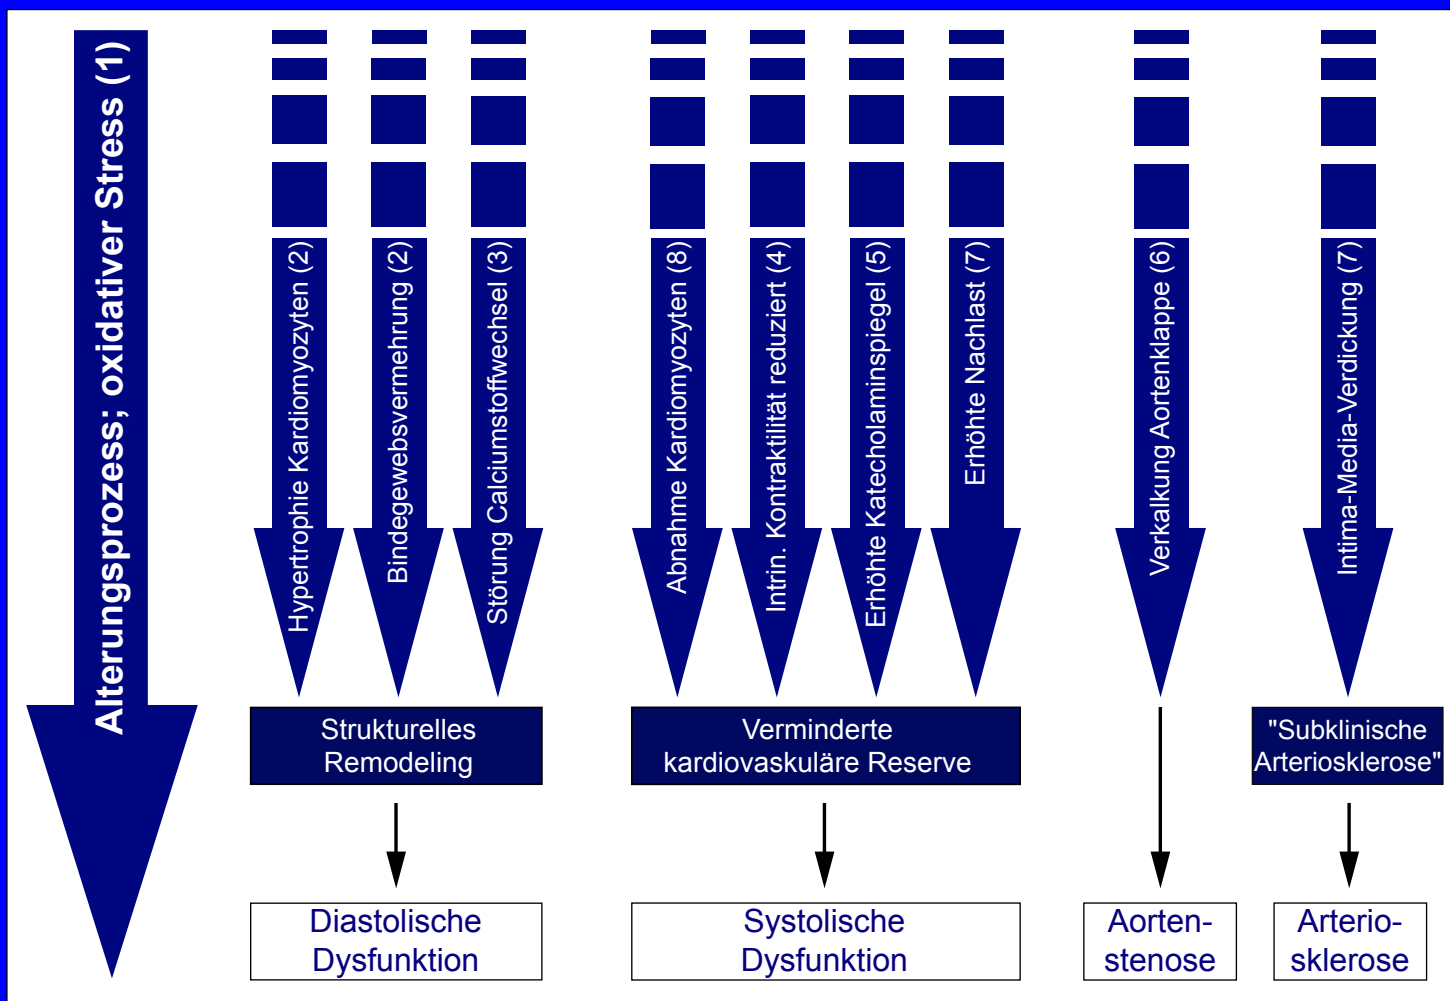 Alterungsprozess; oxidativer Stress (1)
Hypertrophie Kardiomyozyten (2)
Bindegewebsvermehrung (2)
Störung Calciumstoffwechsel (3)
Abnahme Kardiomyozyten (8)
Intrin. Kontraktilität reduziert (4)
Erhöhte Katecholaminspiegel (5)
Erhöhte Nachlast (7)
Verkalkung Aortenklappe (6)
Intima-Media-Verdickung (7)
Strukturelles
Remodeling
Verminderte
kardiovaskuläre Reserve
"Subklinische
Arteriosklerose"
Diastolische
Dysfunktion
Systolische
Dysfunktion
Aorten-
stenose
Arterio-
sklerose